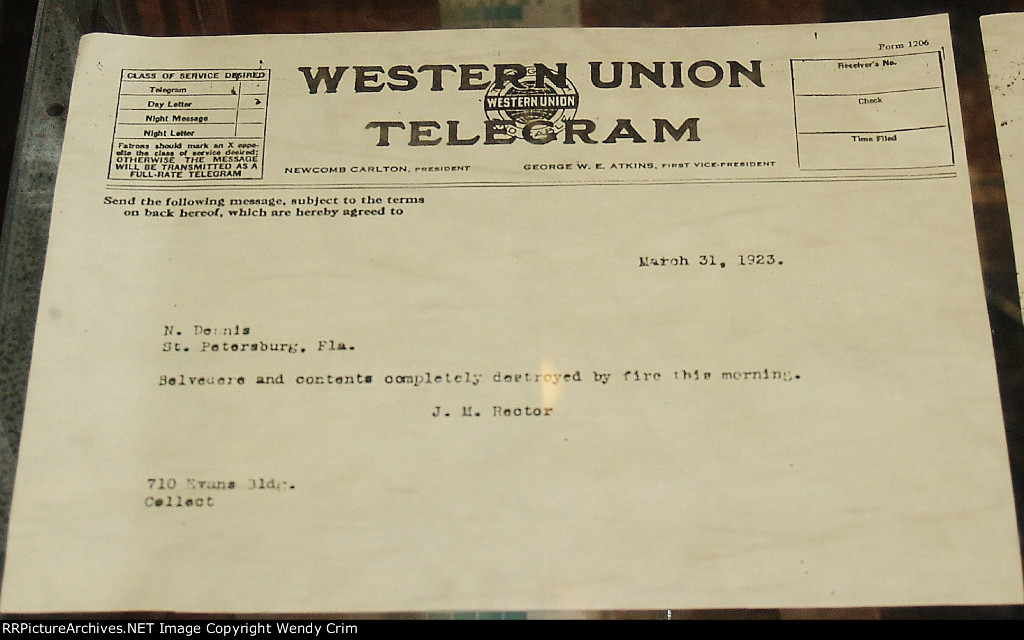 Form 1206
CLASS OF SERVICE DESIRED
Telegram
Day Letter
Night Message
Night Letter
Patrons should mark an X oppo-
site the class of service desired;
OTHERWISE THE MESSAGE
WILL BE TRANSMITTED AS A
FULL-RATE TELEGRAM
WESTERN UNION
WESTERN UNION
TELEGRAM
NEWCOMB CARLTON, PRESIDENT
GEORGE W. E. ATKINS, FIRST VICE-PRESIDENT
Receiver's No.
Check
Time Filed
Send the following message, subject to the terms
on back hereof, which are hereby agreed to
March 31, 1923.
N. Dennis
St. Petersburg, Fla.
Belvedere and contents completely destroyed by fire this morning.
J. M. Rector
710 Evans Bldg.
Collect
RRPictureArchives.NET Image Copyright Wendy Crim